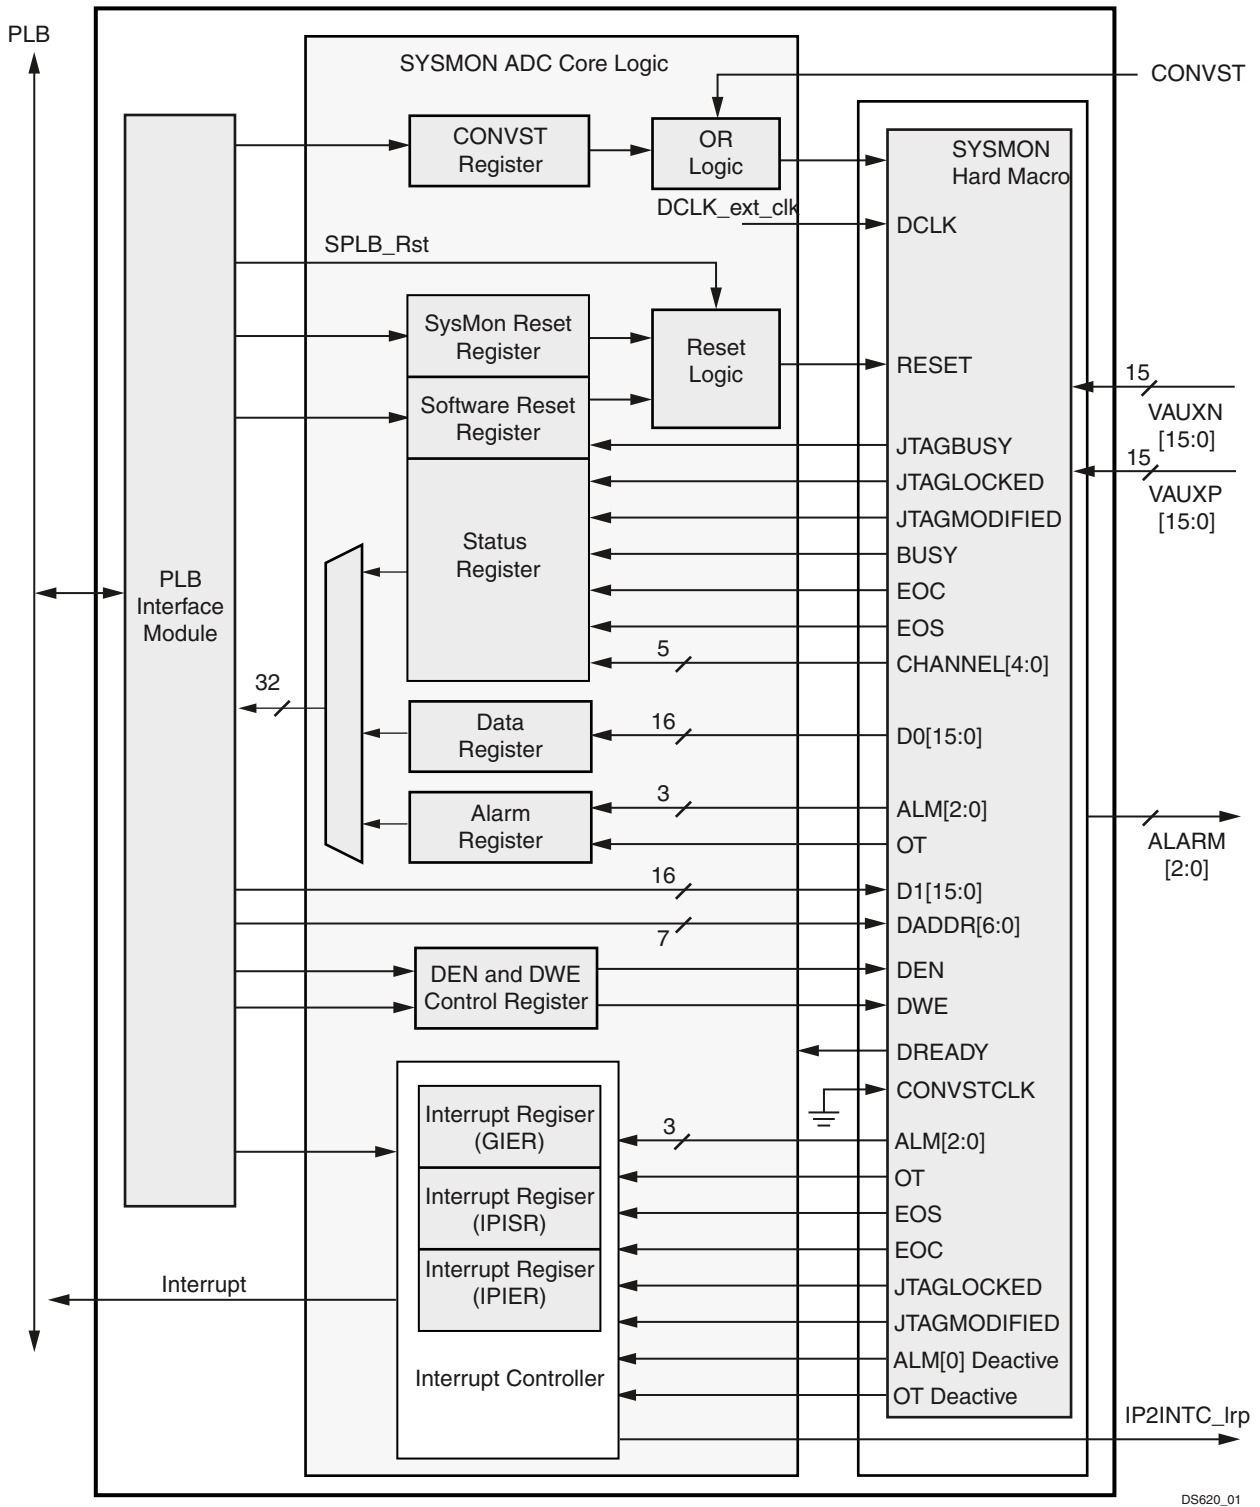 PLB
SYSMON ADC Core Logic
CONVST
CONVST
Register
OR
Logic
SYSMON
Hard Macro
DCLK_ext_clk
DCLK
SPLB_Rst
SysMon Reset
Register
Reset
Logic
RESET
15
VAUXN
[15:0]
Software Reset
Register
JTAGBUSY
15
VAUXP
[15:0]
JTAGLOCKED
JTAGMODIFIED
Status
Register
BUSY
PLB
Interface
Module
EOC
EOS
5
CHANNEL[4:0]
32
Data
Register
16
D0[15:0]
Alarm
Register
3
ALM[2:0]
OT
ALARM
[2:0]
16
D1[15:0]
7
DADDR[6:0]
DEN and DWE
Control Register
DEN
DWE
DREADY
CONVSTCLK
Interrupt Regiser
(GIER)
3
ALM[2:0]
OT
Interrupt Regiser
(IPISR)
EOS
EOC
Interrupt Regiser
(IPIER)
Interrupt
JTAGLOCKED
JTAGMODIFIED
Interrupt Controller
ALM[0] Deactive
OT Deactive
IP2INTC_Irp
DS620_01